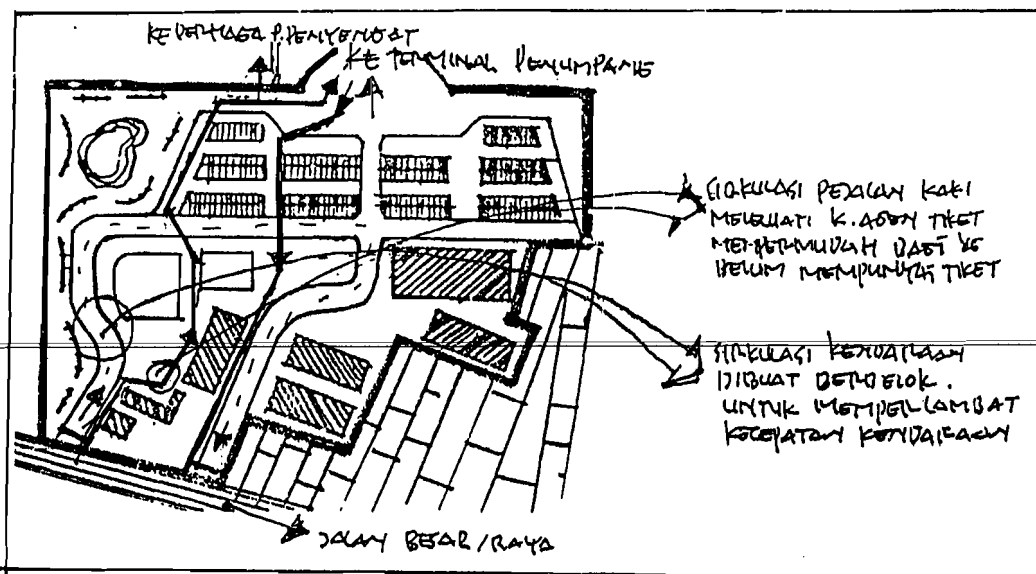 KE DERMAGA P. PENYENGAT
KE TERMINAL PENUMPANG
SIRKULASI PEJALAN KAKI
MELEWATI K. AGEN TIKET
MEMPERMUDAH BAGI YG
BELUM MEMPUNYAI TIKET
SIRKULASI KENDARAAN
DIBUAT BERBELOK.
UNTUK MEMPERLAMBAT
KECEPATAN KENDARAAN
JALAN BESAR/RAYA